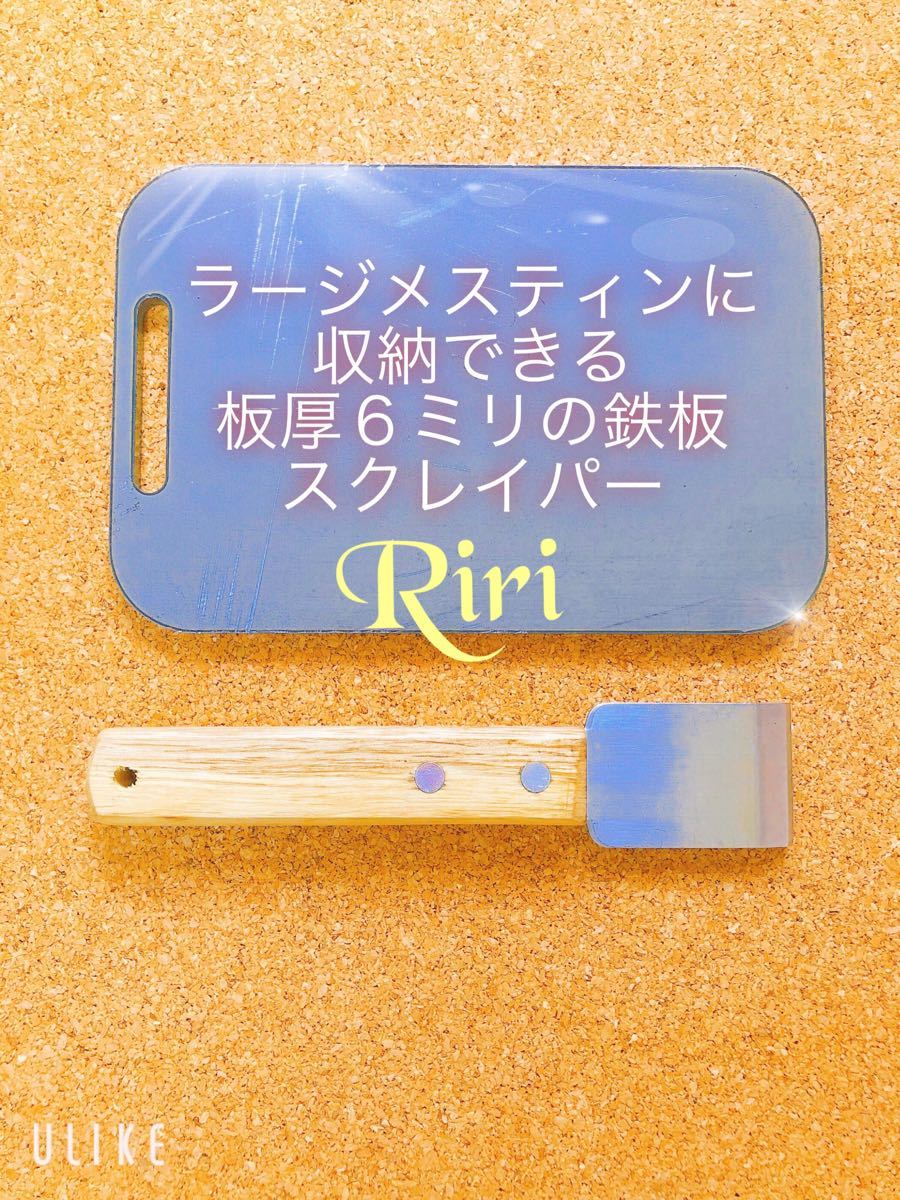 ラージメスティンに
収納できる
板厚６ミリの鉄板
スクレイパー
Riri
ULIKE